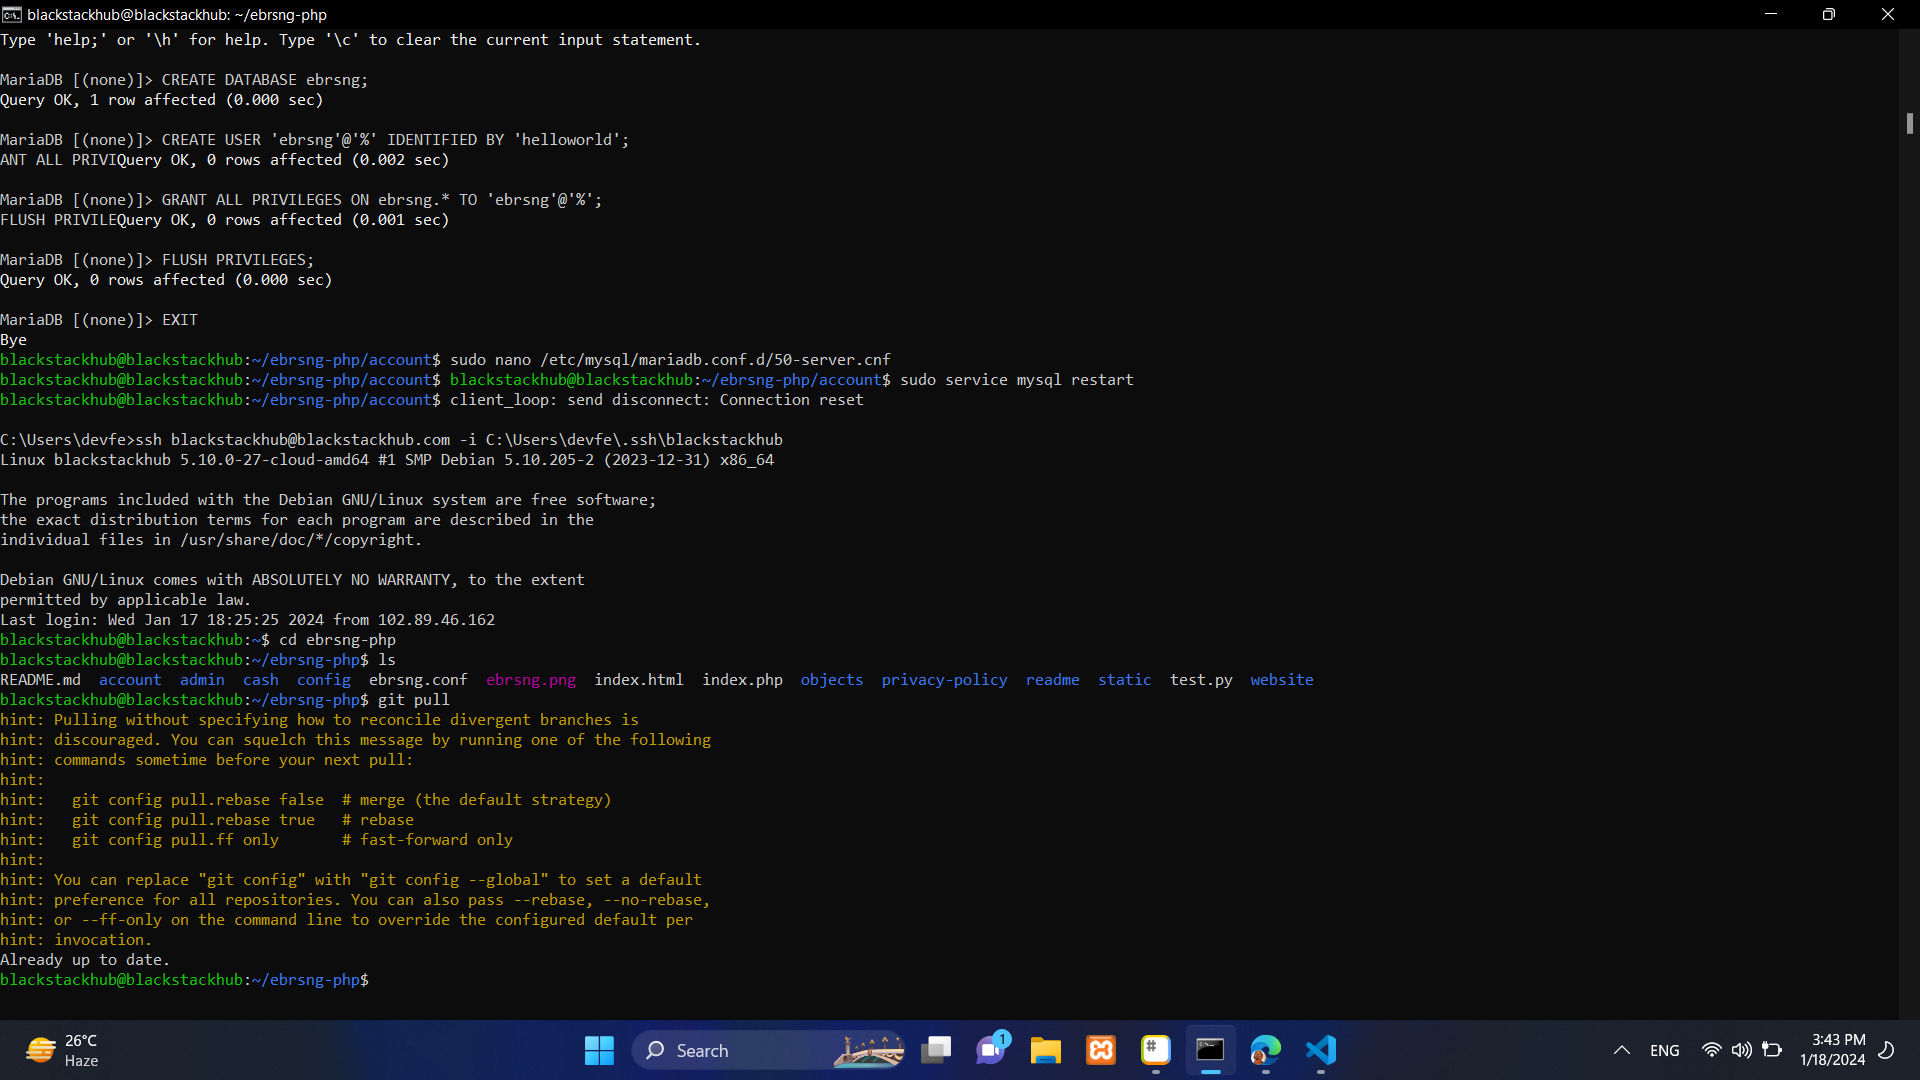 blackstackhub@blackstackhub: ~/ebrsng-php
Type 'help;' or '\h' for help. Type '\c' to clear the current input statement.
MariaDB [(none)]> CREATE DATABASE ebrsng;
Query OK, 1 row affected (0.000 sec)
MariaDB [(none)]> CREATE USER 'ebrsng'@'%' IDENTIFIED BY 'helloworld';
ANT ALL PRIVIQuery OK, 0 rows affected (0.002 sec)
MariaDB [(none)]> GRANT ALL PRIVILEGES ON ebrsng.* TO 'ebrsng'@'%';
FLUSH PRIVILEQuery OK, 0 rows affected (0.001 sec)
MariaDB [(none)]> FLUSH PRIVILEGES;
Query OK, 0 rows affected (0.000 sec)
MariaDB [(none)]> EXIT
Bye
blackstackhub@blackstackhub:~/ebrsng-php/account$ sudo nano /etc/mysql/mariadb.conf.d/50-server.cnf
blackstackhub@blackstackhub:~/ebrsng-php/account$ blackstackhub@blackstackhub:~/ebrsng-php/account$ sudo service mysql restart
blackstackhub@blackstackhub:~/ebrsng-php/account$ client_loop: send disconnect: Connection reset
C:\Users\devfe>ssh blackstackhub@blackstackhub.com -i C:\Users\devfe\.ssh\blackstackhub
Linux blackstackhub 5.10.0-27-cloud-amd64 #1 SMP Debian 5.10.205-2 (2023-12-31) x86_64
The programs included with the Debian GNU/Linux system are free software;
the exact distribution terms for each program are described in the
individual files in /usr/share/doc/*/copyright.
Debian GNU/Linux comes with ABSOLUTELY NO WARRANTY, to the extent
permitted by applicable law.
Last login: Wed Jan 17 18:25:25 2024 from 102.89.46.162
blackstackhub@blackstackhub:~$ cd ebrsng-php
blackstackhub@blackstackhub:~/ebrsng-php$ ls
README.md  account  admin  cash  config  ebrsng.conf  ebrsng.png  index.html  index.php  objects  privacy-policy  readme  static  test.py  website
blackstackhub@blackstackhub:~/ebrsng-php$ git pull
hint: Pulling without specifying how to reconcile divergent branches is
hint: discouraged. You can squelch this message by running one of the following
hint: commands sometime before your next pull:
hint:
hint:   git config pull.rebase false  # merge (the default strategy)
hint:   git config pull.rebase true   # rebase
hint:   git config pull.ff only       # fast-forward only
hint:
hint: You can replace "git config" with "git config --global" to set a default
hint: preference for all repositories. You can also pass --rebase, --no-rebase,
hint: or --ff-only on the command line to override the configured default per
hint: invocation.
Already up to date.
blackstackhub@blackstackhub:~/ebrsng-php$
26°C
Haze
Search
1
ENG
3:43 PM
1/18/2024